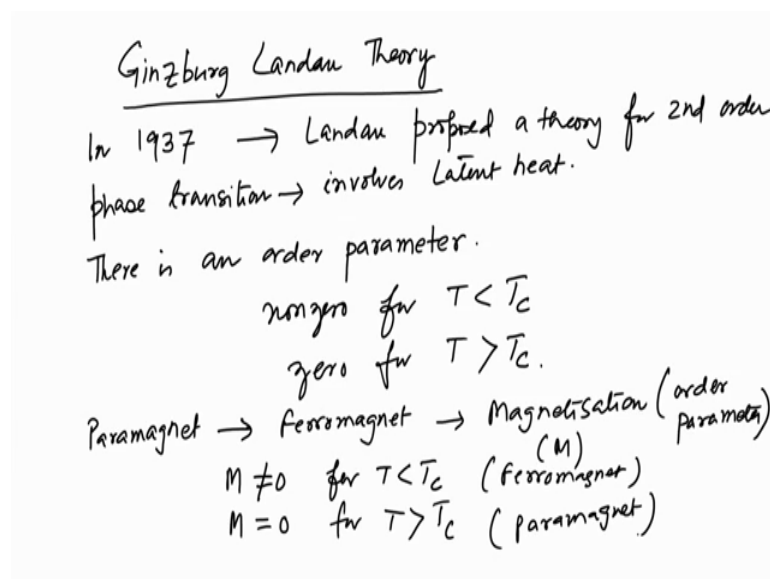 Ginzburg Landau Theory
In 1937 → Landau proposed a theory for 2nd order
phase transition → involves Latent heat.
There is an order parameter.
nonzero for T < Tc
zero for T > Tc.
Paramagnet → Ferromagnet → Magnetisation (order parameter)
(M)
M ≠ 0 for T < Tc (Ferromagnet)
M = 0 for T > Tc (paramagnet)